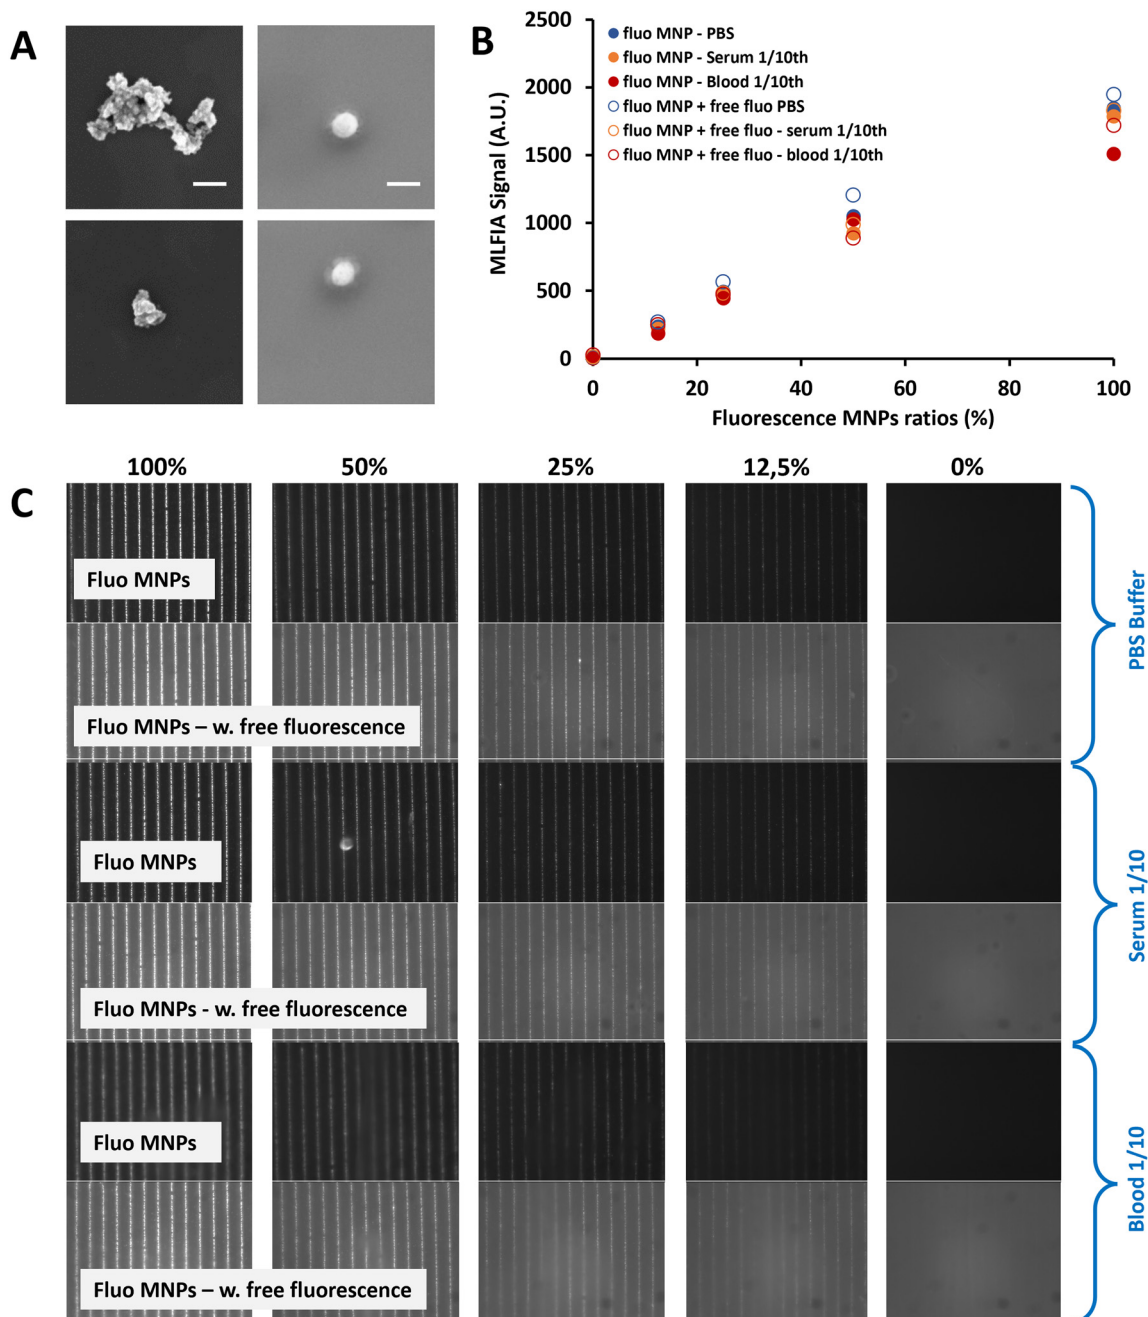 A
B
2500
2000
1500
1000
500
0
MLFIA Signal (A.U.)
fluo MNP - PBS
fluo MNP - Serum 1/10th
fluo MNP - Blood 1/10th
fluo MNP + free fluo PBS
fluo MNP + free fluo - serum 1/10th
fluo MNP + free fluo - blood 1/10th
0 20 40 60 80 100
Fluorescence MNPs ratios (%)
C
100% 50% 25% 12,5% 0%
Fluo MNPs
Fluo MNPs – w. free fluorescence
PBS Buffer
Fluo MNPs
Fluo MNPs - w. free fluorescence
Serum 1/10
Fluo MNPs
Fluo MNPs – w. free fluorescence
Blood 1/10